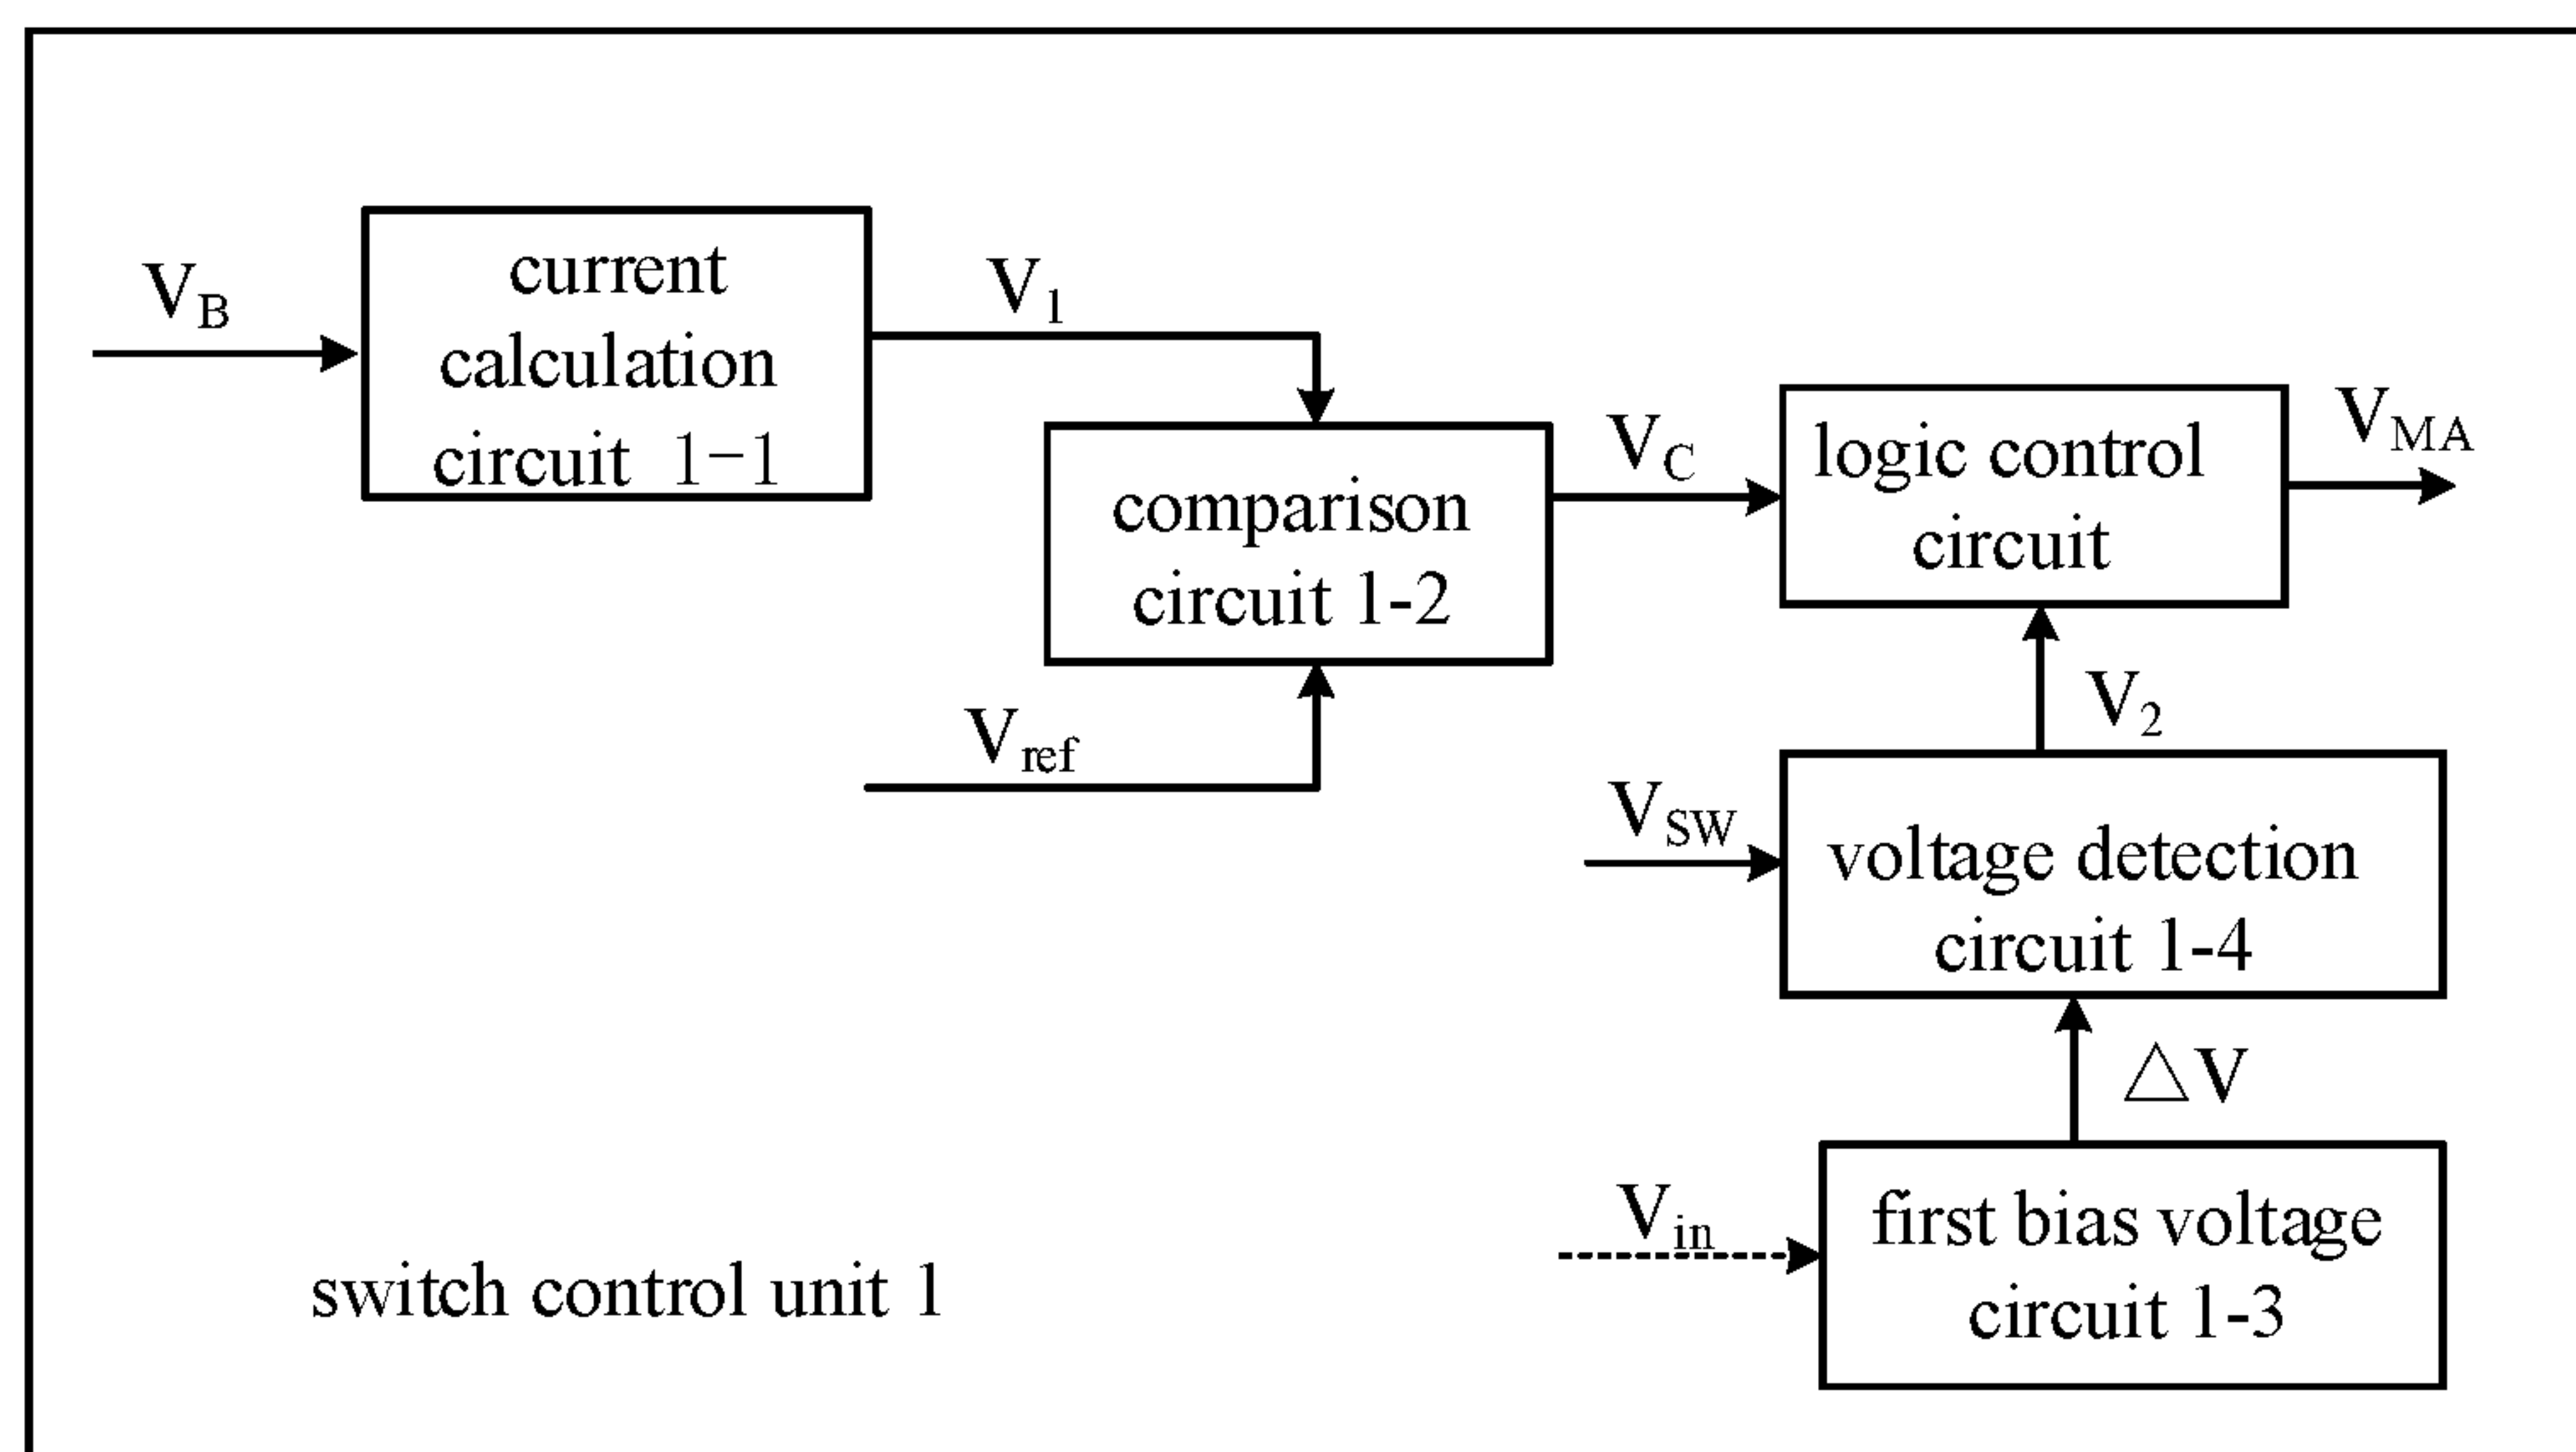 V_B
current
calculation
circuit 1-1
V_1
comparison
circuit 1-2
V_ref
V_C
logic control
circuit
V_MA
V_2
V_SW
voltage detection
circuit 1-4
△V
V_in
first bias voltage
circuit 1-3
switch control unit 1